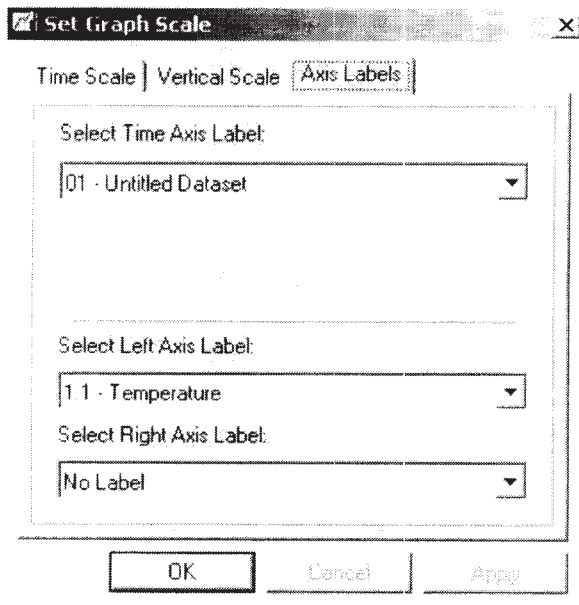 Set Graph Scale
Time Scale Vertical Scale Axis Labels
Select Time Axis Label:
01 - Untitled Dataset
Select Left Axis Label:
1.1 - Temperature
Select Right Axis Label:
No Label
OK Cancel Apply